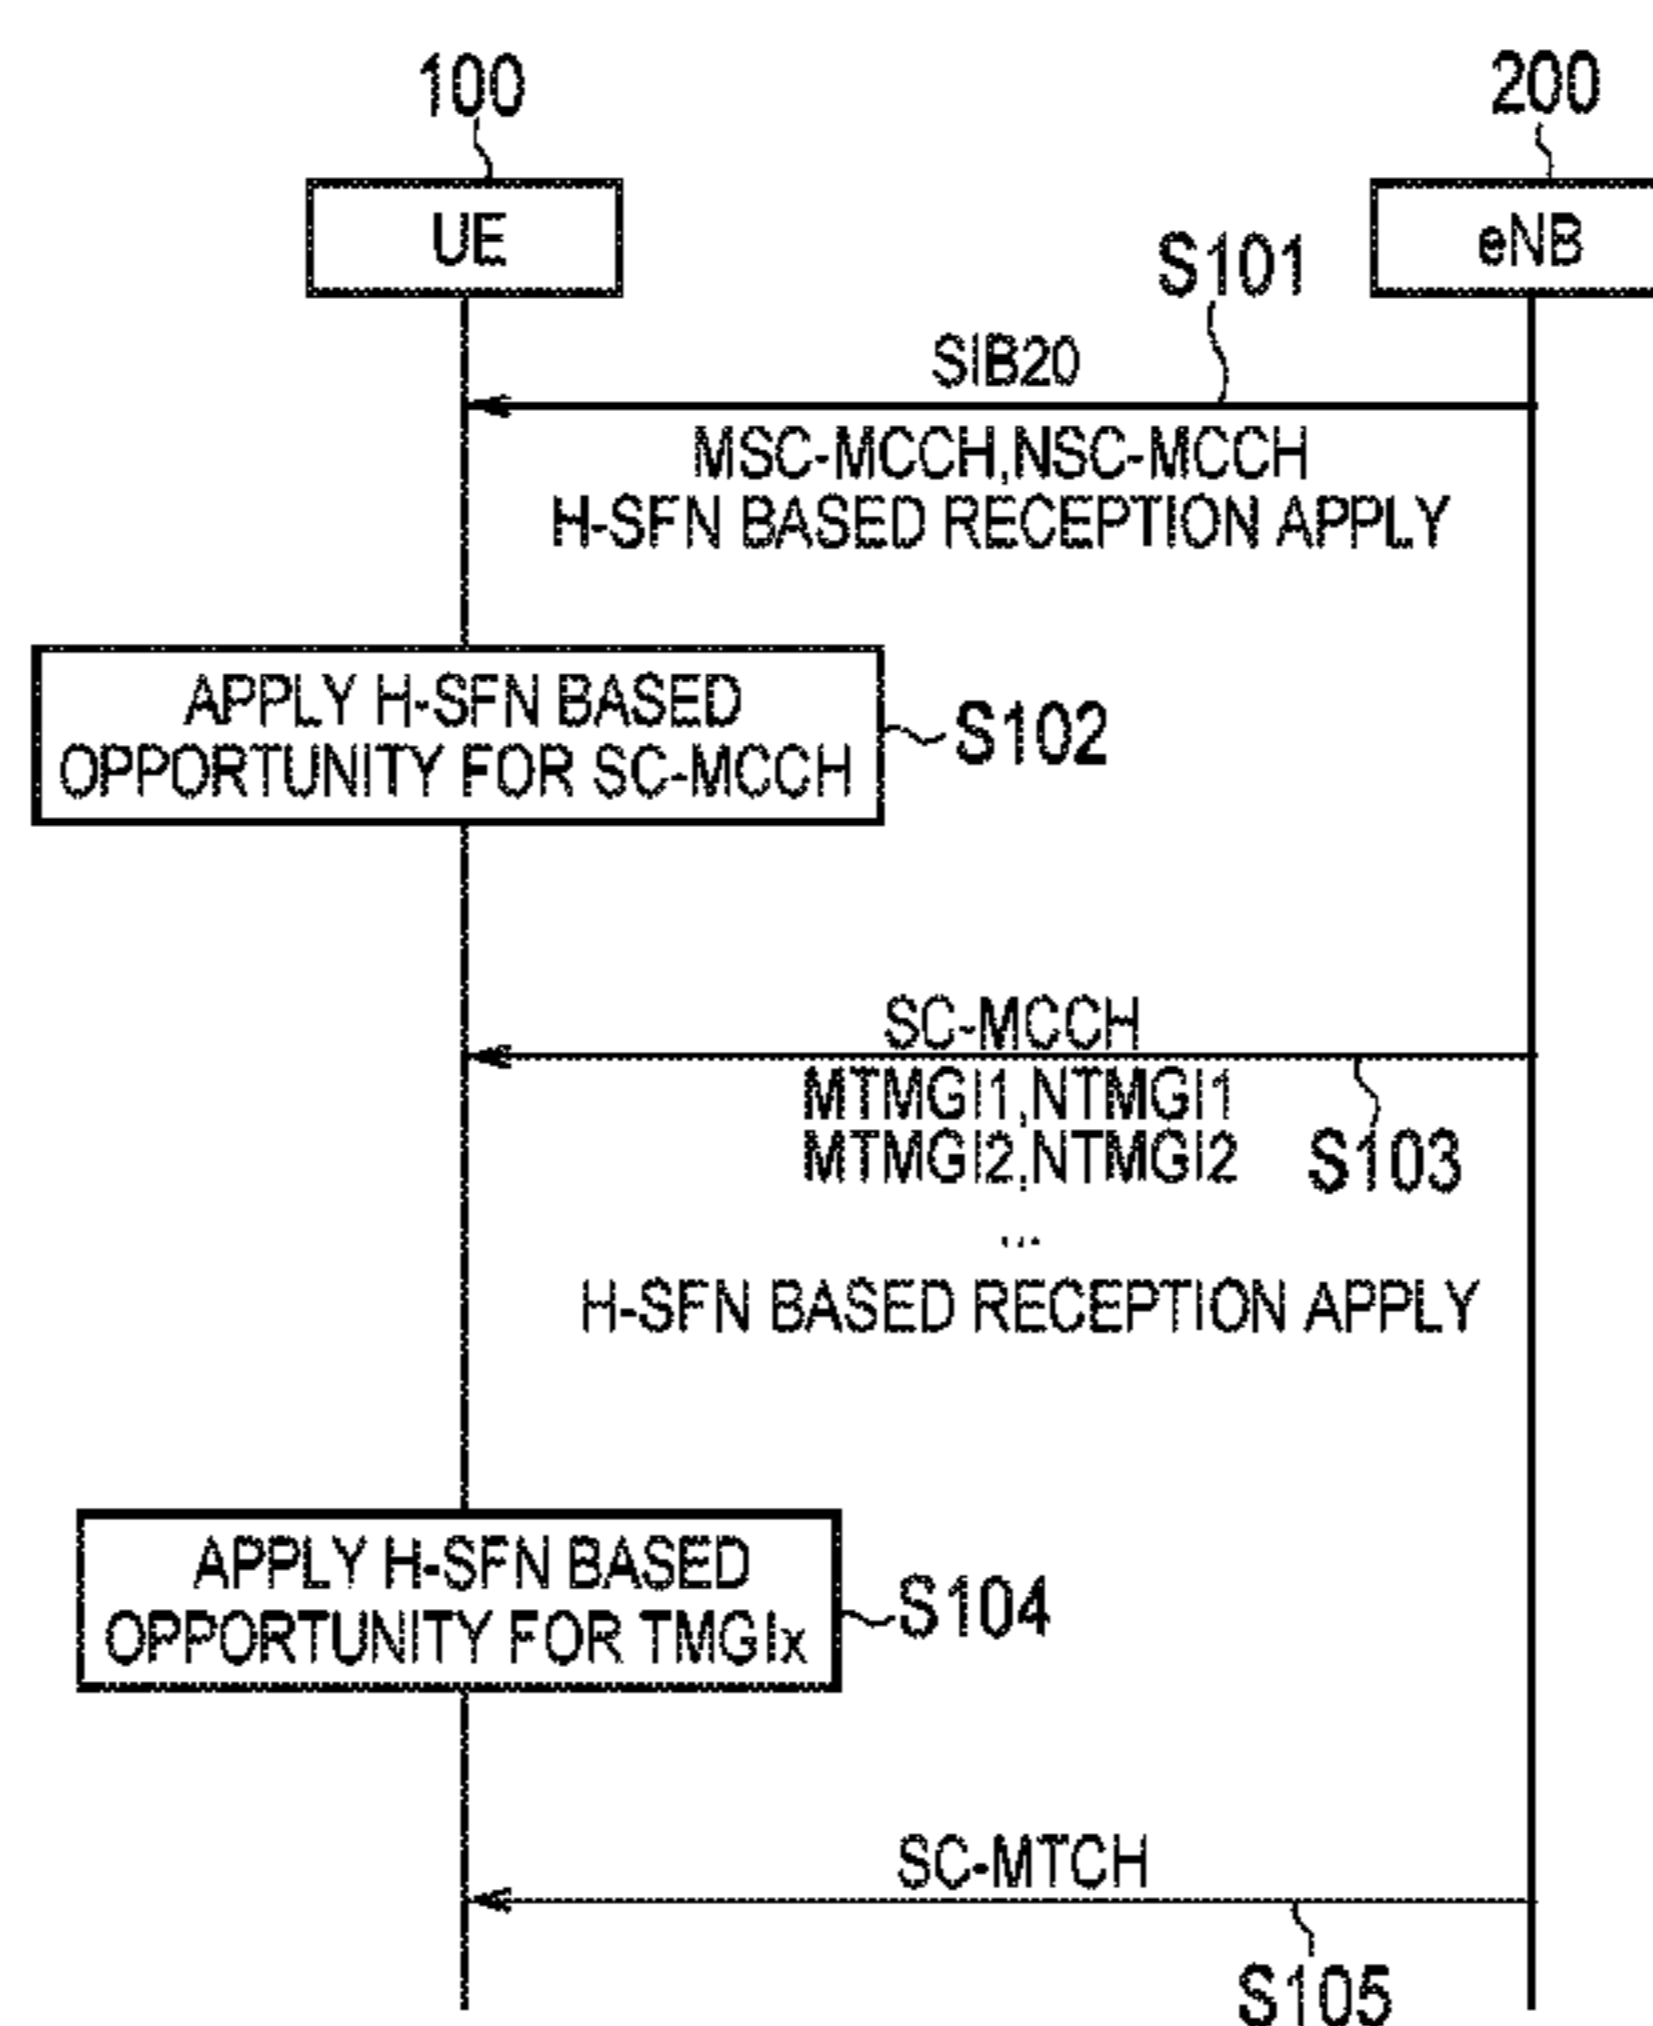 100
200
UE
eNB
S101
SIB20
MSC-MCCH,NSC-MCCH
H-SFN BASED RECEPTION APPLY
APPLY H-SFN BASED
OPPORTUNITY FOR SC-MCCH
S102
SC-MCCH
MTMGI1,NTMGI1
MTMGI2,NTMGI2
S103
...
H-SFN BASED RECEPTION APPLY
APPLY H-SFN BASED
OPPORTUNITY FOR TMGIx
S104
SC-MTCH
S105